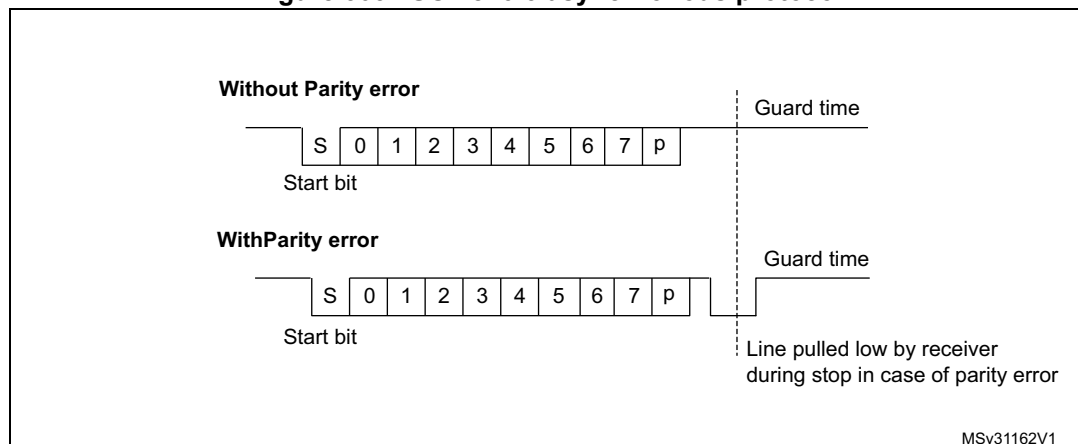 Without Parity error
Guard time
S 0 1 2 3 4 5 6 7 p
Start bit
WithParity error
Guard time
S 0 1 2 3 4 5 6 7 p
Start bit
Line pulled low by receiver
during stop in case of parity error
MSv31162V1